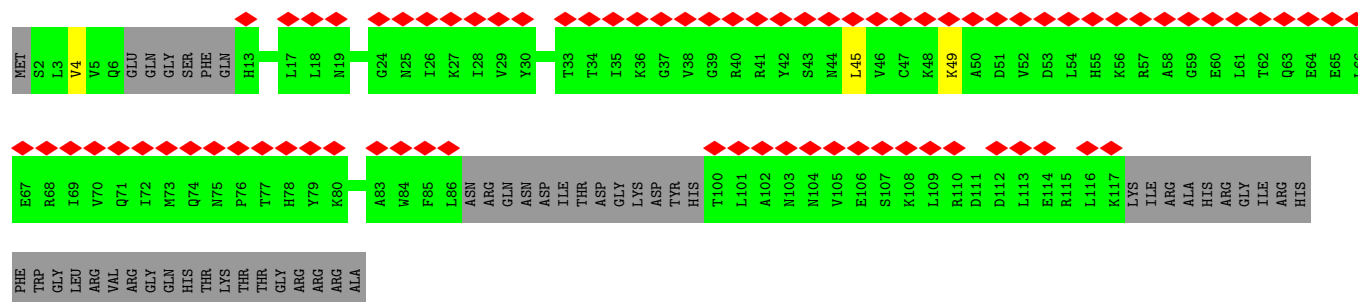 MET S2 L3 V4 V5 Q6 GLU GLN GLY SER PHE GLN H13 L17 L18 N19 G24 N25 I26 K27 I28 V29 Y30 T33 T34 I35 K36 G37 V38 G39 R40 R41 Y42 S43 N44 L45 V46 C47 K48 K49 A50 D51 V52 D53 L54 H55 K56 R57 A58 G59 E60 L61 T62 Q63 E64 E65 L66
E67 R68 I69 V70 Q71 I72 M73 Q74 N75 P76 T77 H78 Y79 K80 A83 W84 F85 L86 ASN ARG GLN ASN ASP ILE THR ASP GLY LYS ASP TYR HIS T100 L101 A102 N103 N104 V105 E106 S107 K108 L109 R110 D111 D112 L113 E114 R115 L116 K117 LYS ILE ARG ALA HIS ARG GLY ILE ARG HIS
PHE TRP GLY LEU ARG VAL ARG GLY GLN HIS THR LYS THR THR GLY ARG ARG ARG ALA